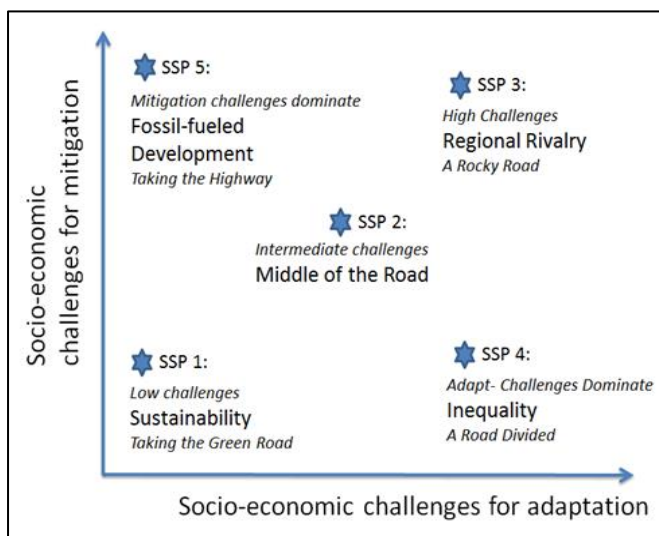 Socio-economic
challenges for mitigation
SSP 5:
Mitigation challenges dominate
Fossil-fueled
Development
Taking the Highway
SSP 3:
High Challenges
Regional Rivalry
A Rocky Road
SSP 2:
Intermediate challenges
Middle of the Road
SSP 1:
Low challenges
Sustainability
Taking the Green Road
SSP 4:
Adapt- Challenges Dominate
Inequality
A Road Divided
Socio-economic challenges for adaptation